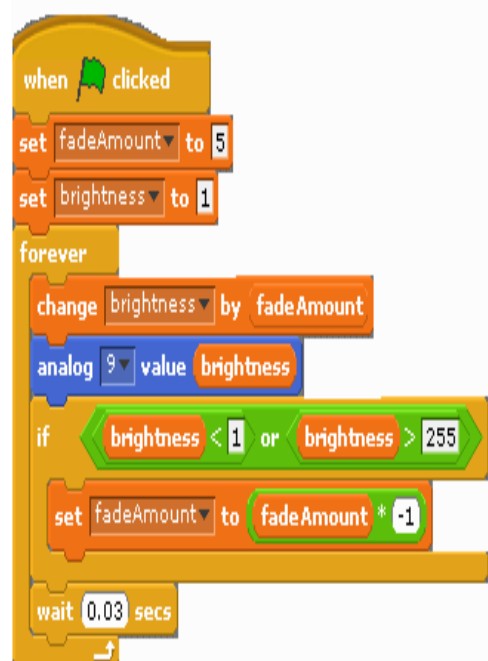 when clicked
set fadeAmount to 5
set brightness to 1
forever
change brightness by fadeAmount
analog 9 value brightness
if brightness < 1 or brightness > 255
set fadeAmount to fadeAmount * -1
wait 0.03 secs